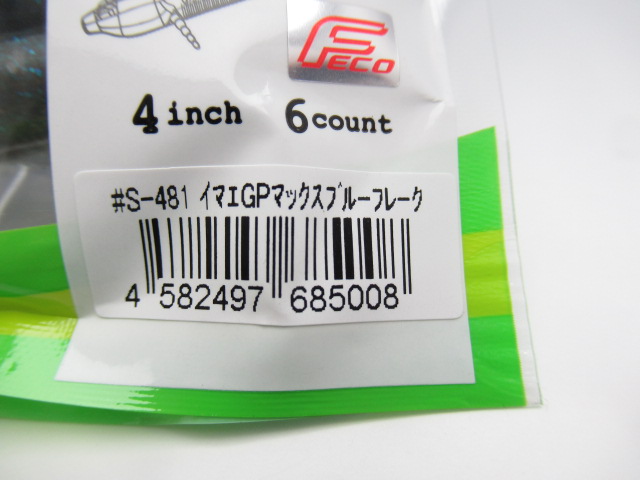 FECO
4 inch 6 count
#S-481 ｲﾏｴGPﾏｯｸｽﾌﾞﾙｰﾌﾚｰｸ
4 582497 685008